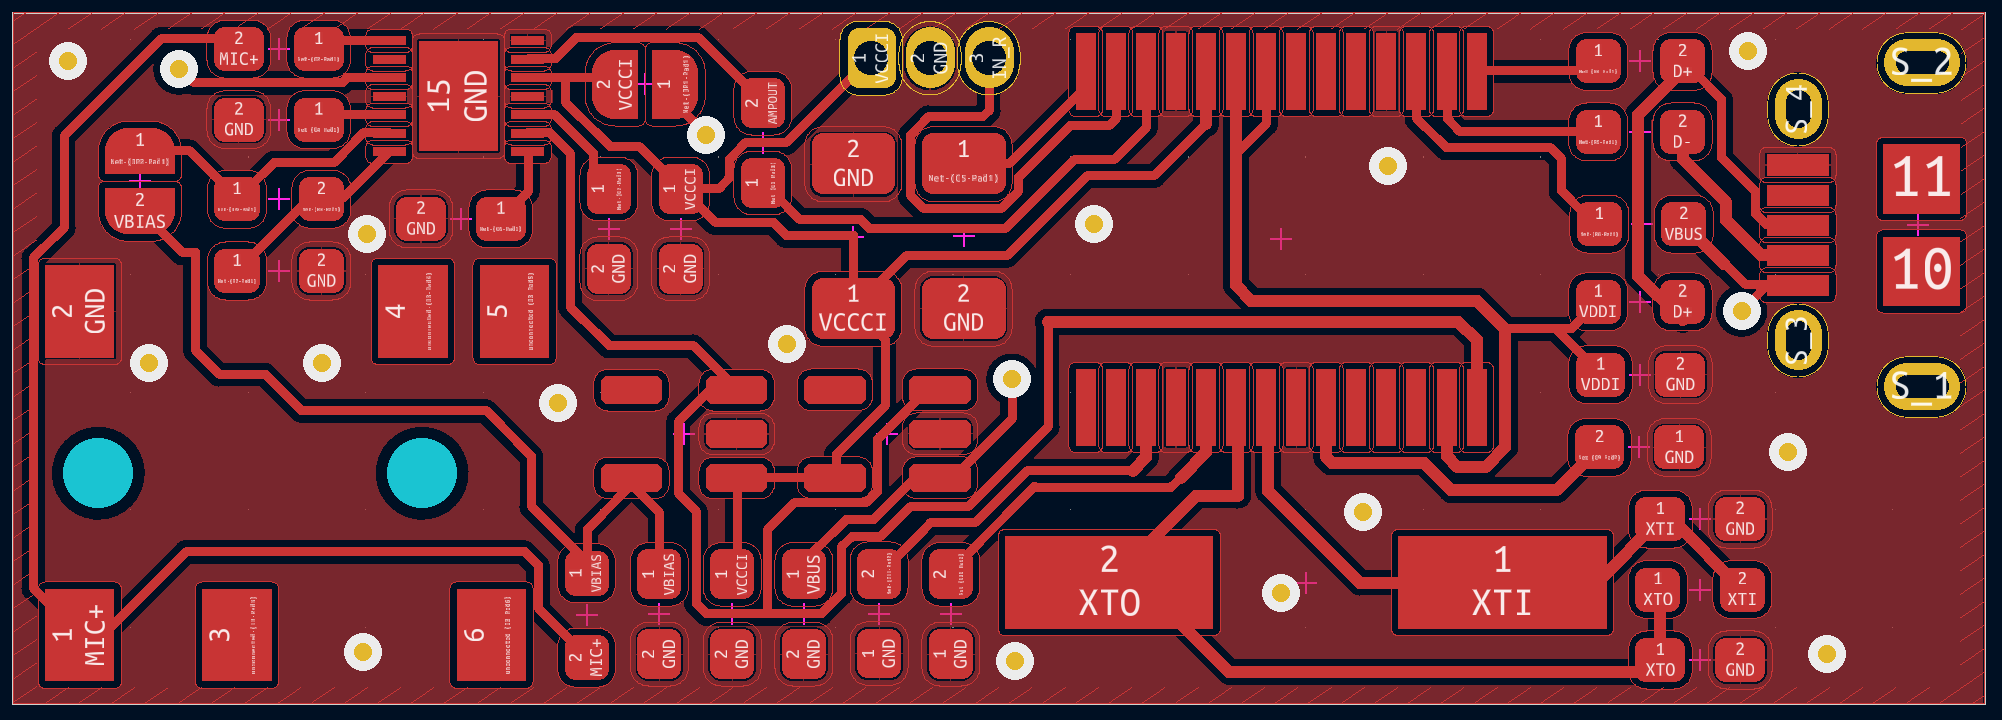 2
MIC+
1
2
GND
1
1
2
VBIAS
1
2
1
2
GND
15
GND
2
GND
1
2
VCCCI
1
2
AMPOUT
1
VCCCI
2
GND
3
IN_R
1
1
VCCCI
1
2
GND
2
GND
2
GND
1
Net-(C5-Pad1)
1
VCCCI
2
GND
2
GND
4
5
1
2
D+
1
2
D-
1
2
VBUS
1
VDDI
2
D+
1
VDDI
2
GND
2
1
GND
S_2
S_4
11
10
S_3
S_1
1
MIC+
3
6
1
VBIAS
1
VBIAS
1
VCCCI
1
VBUS
2
2
2
MIC+
2
GND
2
GND
2
GND
1
GND
1
GND
2
XTO
1
XTI
1
XTI
2
GND
1
XTO
2
XTI
1
XTO
2
GND